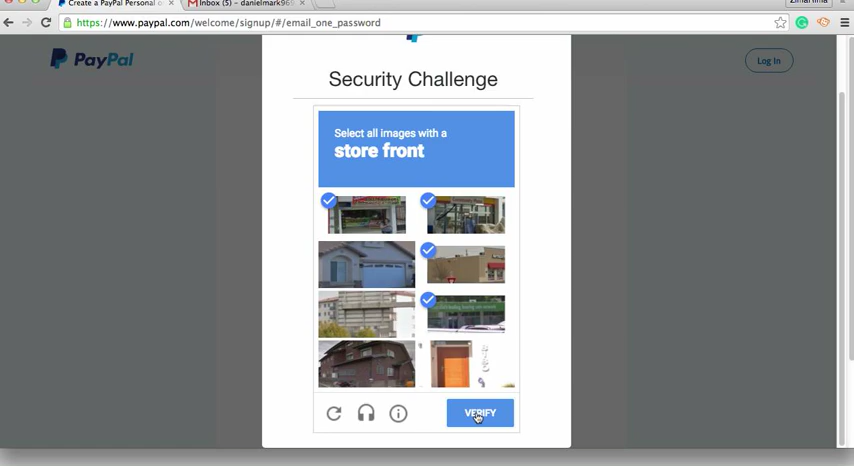 Create a PayPal Personal
Inbox (5) – danielmark969
https://www.paypal.com/welcome/signup/#/email_one_password
PayPal
Log In
Security Challenge
Select all images with a
store front
VERIFY